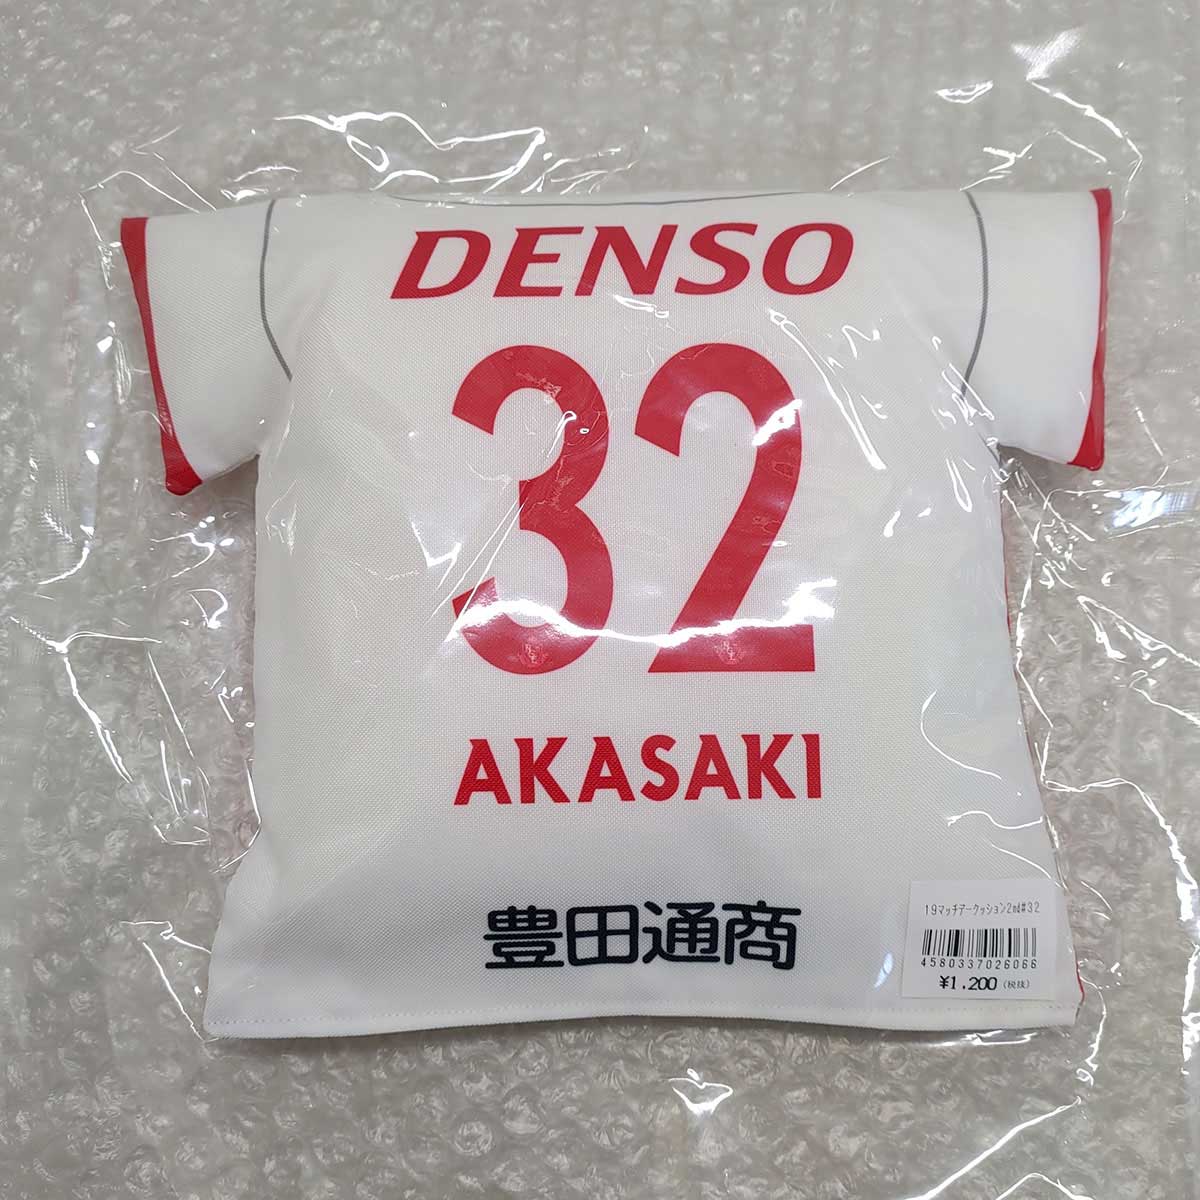 DENSO
32
AKASAKI
豊田通商
19マッチデークッション2nd#32
4580337026066
¥1,200(税抜)